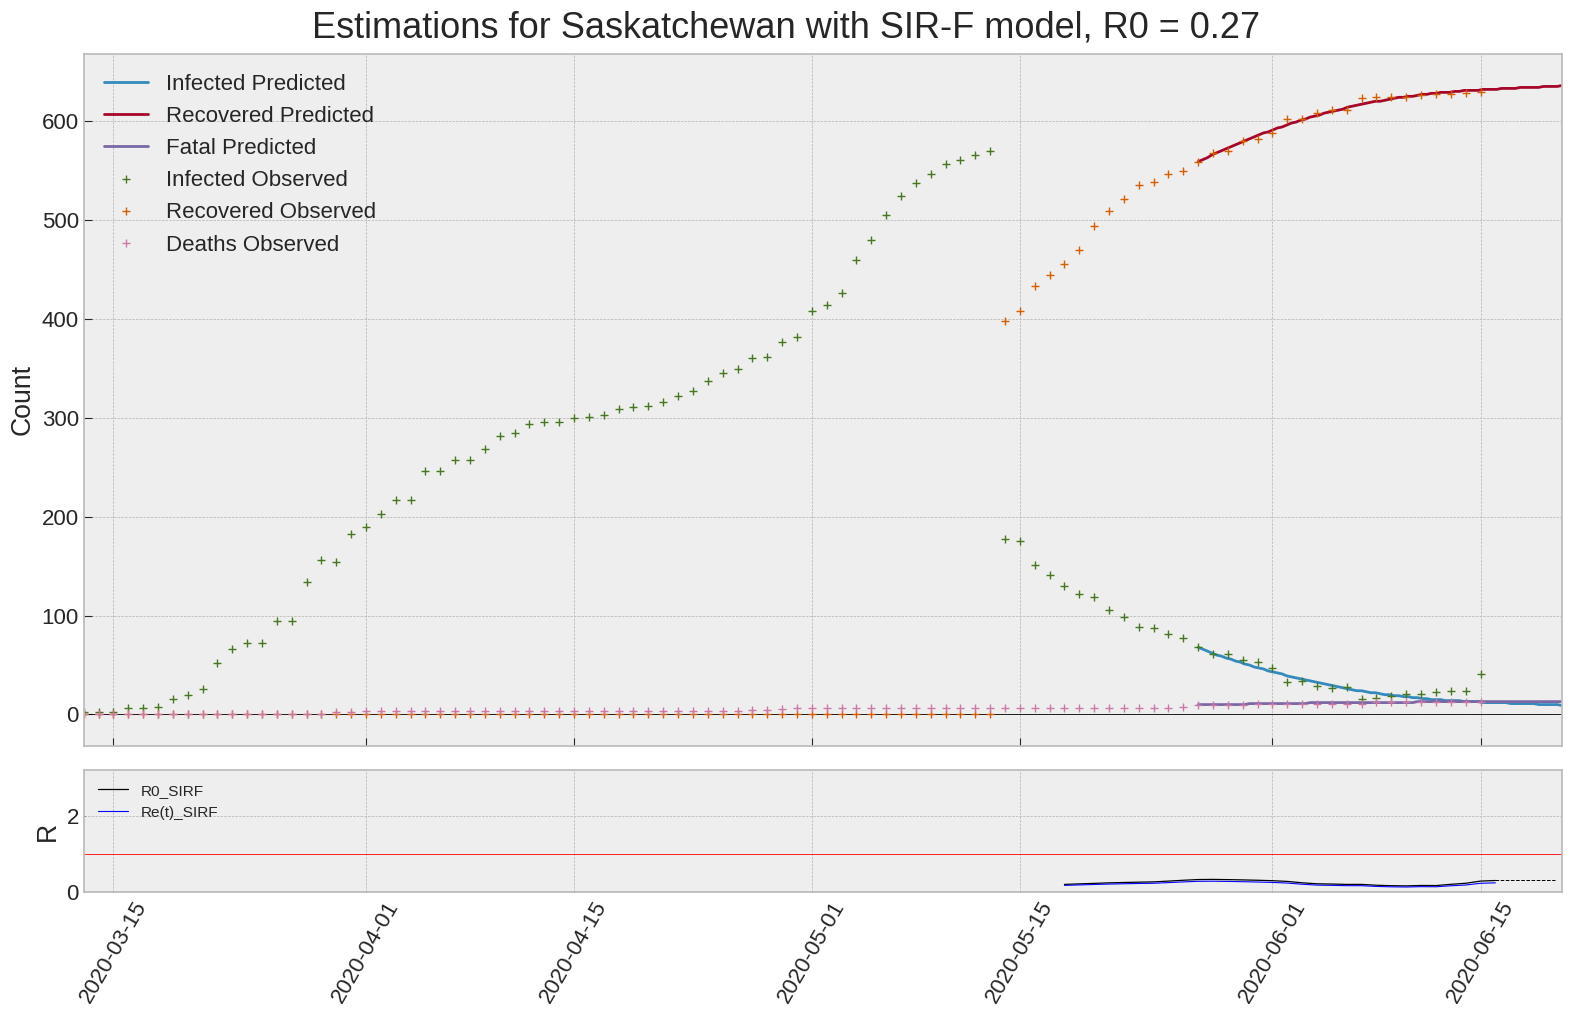 Estimations for Saskatchewan with SIR-F model, R0 = 0.27
Infected Predicted
Recovered Predicted
Fatal Predicted
Infected Observed
Recovered Observed
Deaths Observed
Count
600
500
400
300
200
100
0
R0_SIRF
Re(t)_SIRF
R
2
0
2020-03-15
2020-04-01
2020-04-15
2020-05-01
2020-05-15
2020-06-01
2020-06-15